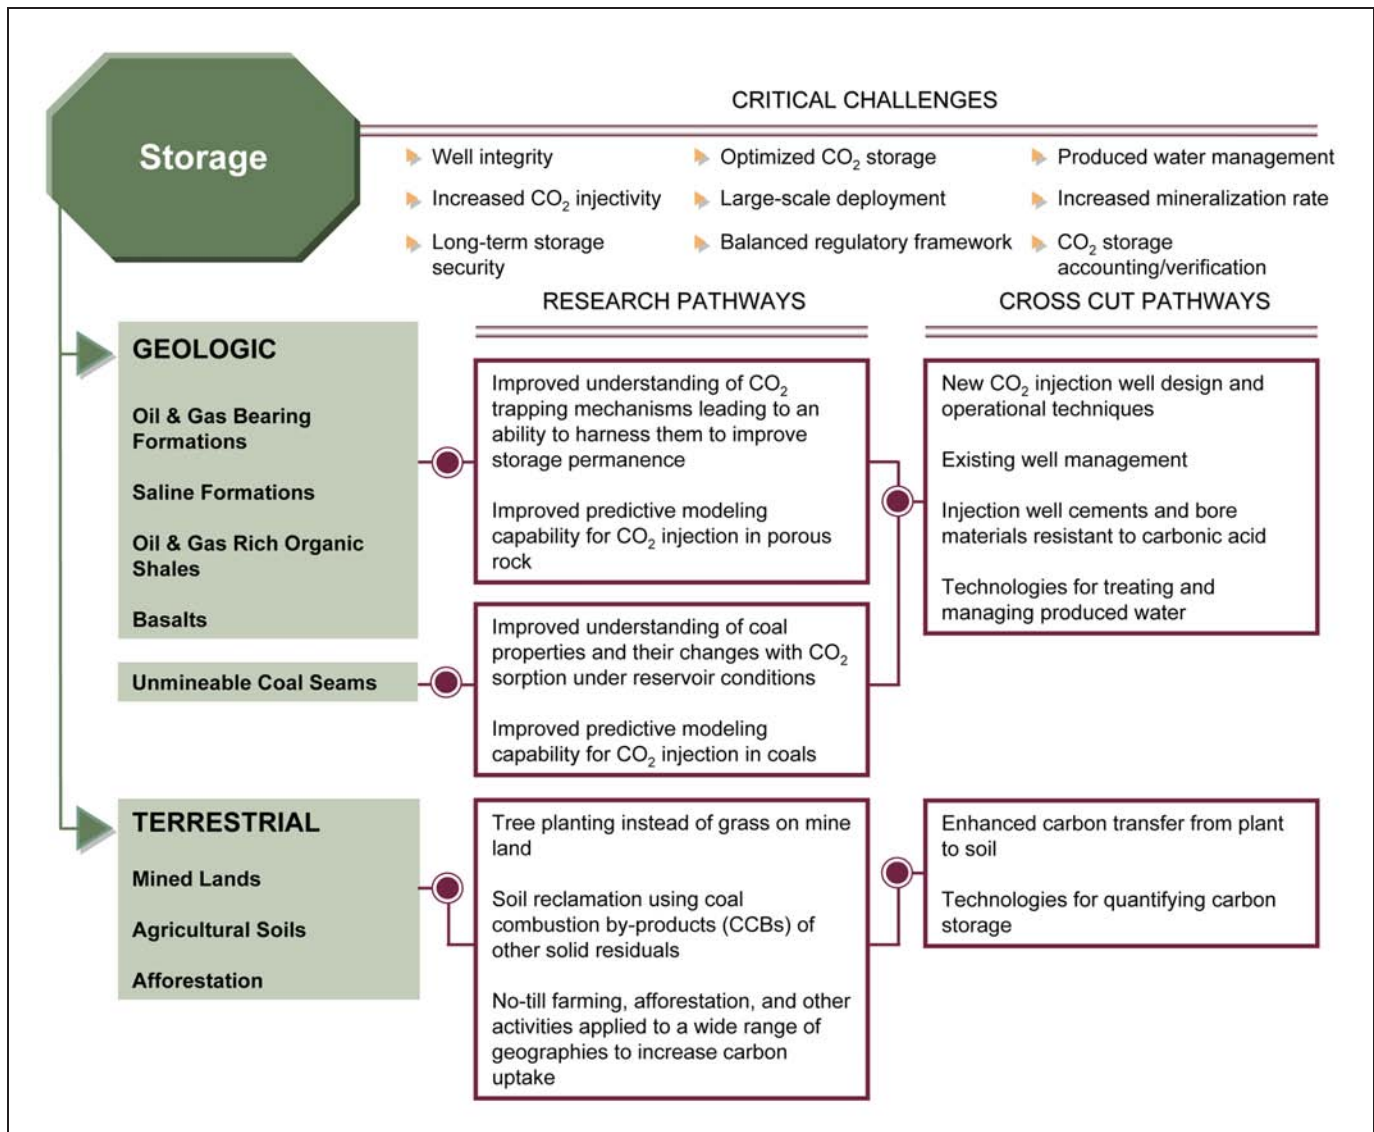 Storage
CRITICAL CHALLENGES
Well integrity
Increased CO₂ injectivity
Long-term storage
security
Optimized CO₂ storage
Large-scale deployment
Balanced regulatory framework
Produced water management
Increased mineralization rate
CO₂ storage
accounting/verification
RESEARCH PATHWAYS
CROSS CUT PATHWAYS
GEOLOGIC
Oil & Gas Bearing
Formations
Saline Formations
Oil & Gas Rich Organic
Shales
Basalts
Improved understanding of CO₂
trapping mechanisms leading to an
ability to harness them to improve
storage permanence
Improved predictive modeling
capability for CO₂ injection in porous
rock
New CO₂ injection well design and
operational techniques
Existing well management
Injection well cements and bore
materials resistant to carbonic acid
Technologies for treating and
managing produced water
Unmineable Coal Seams
Improved understanding of coal
properties and their changes with CO₂
sorption under reservoir conditions
Improved predictive modeling
capability for CO₂ injection in coals
TERRESTRIAL
Mined Lands
Agricultural Soils
Afforestation
Tree planting instead of grass on mine
land
Soil reclamation using coal
combustion by-products (CCBs) of
other solid residuals
No-till farming, afforestation, and other
activities applied to a wide range of
geographies to increase carbon
uptake
Enhanced carbon transfer from plant
to soil
Technologies for quantifying carbon
storage